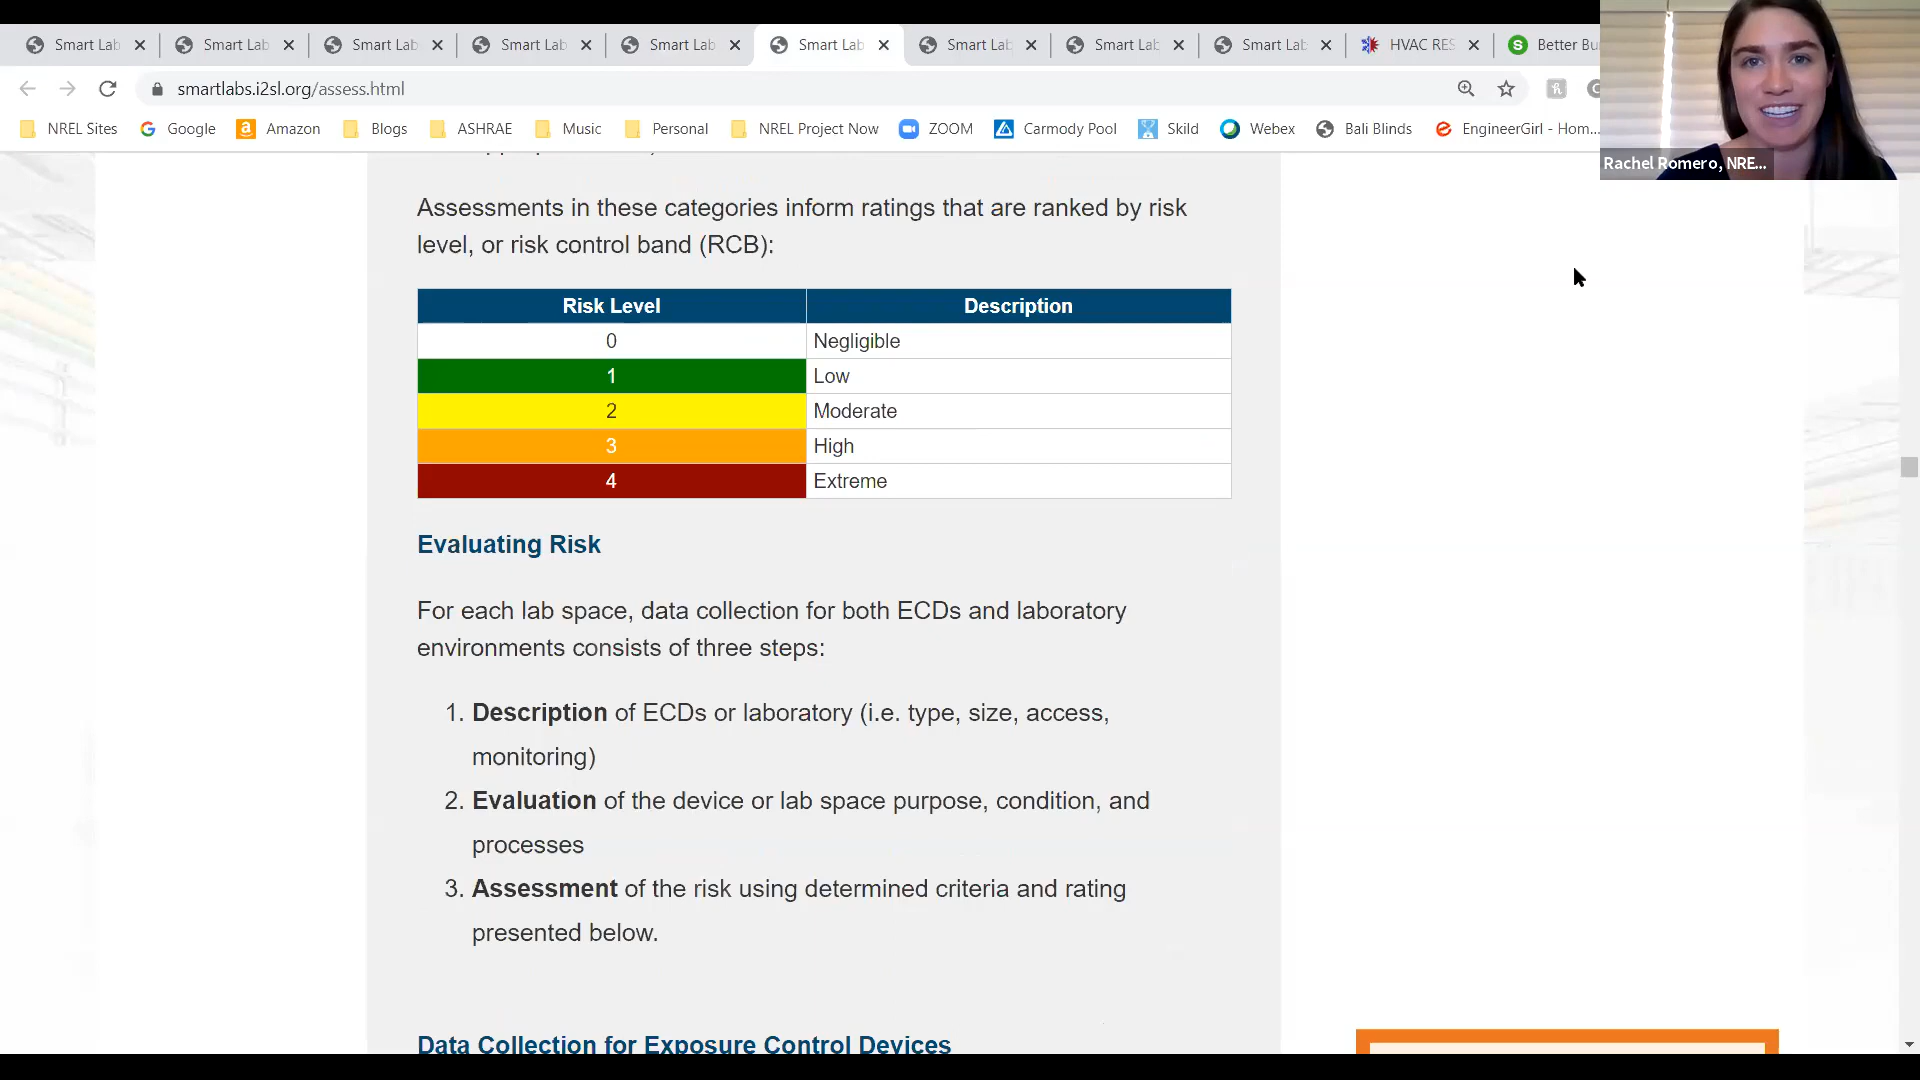 Smart Lab
Smart Lab
Smart Lab
Smart Lab
Smart Lab
Smart Lab
Smart Lab
Smart Lab
Smart Lab
HVAC RES
Better Bu
smartlabs.i2sl.org/assess.html
NREL Sites
Google
Amazon
Blogs
ASHRAE
Music
Personal
NREL Project Now
ZOOM
Carmody Pool
Skild
Webex
Bali Blinds
EngineerGirl - Hom...
Rachel Romero, NRE...
Assessments in these categories inform ratings that are ranked by risk
level, or risk control band (RCB):
Risk Level Description
0 Negligible
1 Low
2 Moderate
3 High
4 Extreme
Evaluating Risk
For each lab space, data collection for both ECDs and laboratory
environments consists of three steps:
1. Description of ECDs or laboratory (i.e. type, size, access,
monitoring)
2. Evaluation of the device or lab space purpose, condition, and
processes
3. Assessment of the risk using determined criteria and rating
presented below.
Data Collection for Exposure Control Devices